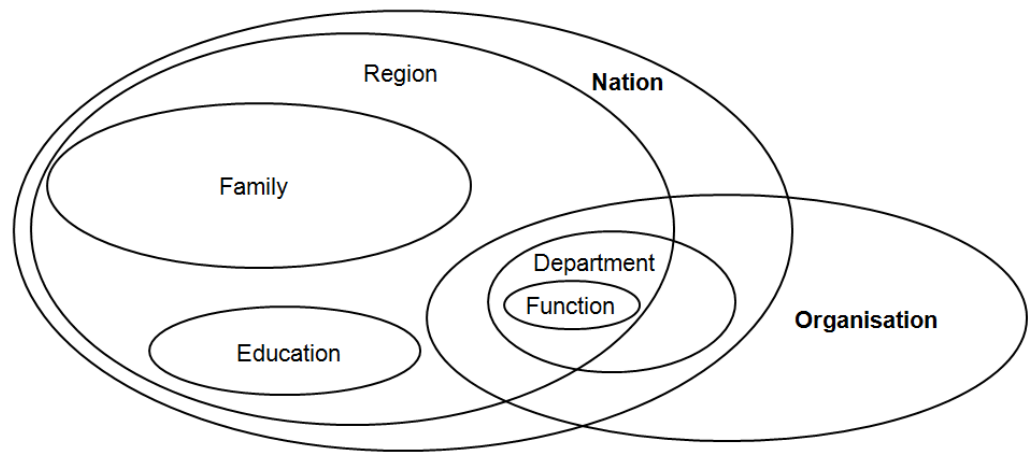 Region
Nation
Family
Department
Function
Organisation
Education